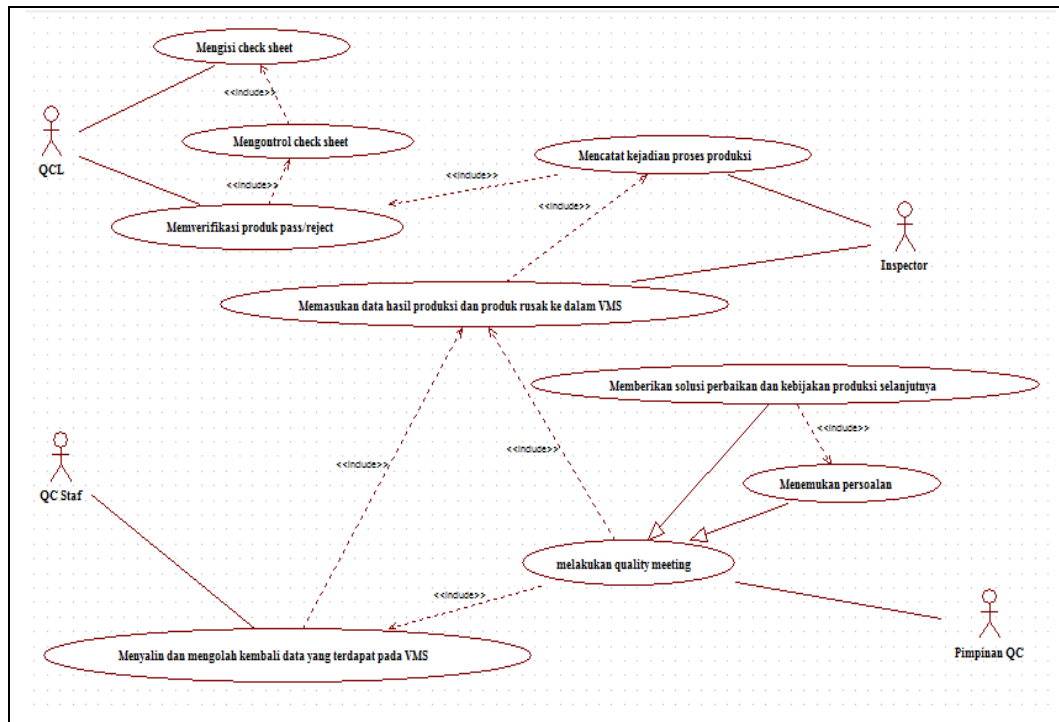 Mengisi check sheet
<<include>>
QCL
Mengontrol check sheet
Mencatat kejadian proses produksi
<<include>>
<<include>>
<<include>>
Memverifikasi produk pass/reject
Inspector
Memasukan data hasil produksi dan produk rusak ke dalam VMS
Memberikan solusi perbaikan dan kebijakan produksi selanjutnya
<<include>>
<<include>>
<<include>>
QC Staf
Menemukan persoalan
melakukan quality meeting
<<include>>
Menyalin dan mengolah kembali data yang terdapat pada VMS
Pimpinan QC